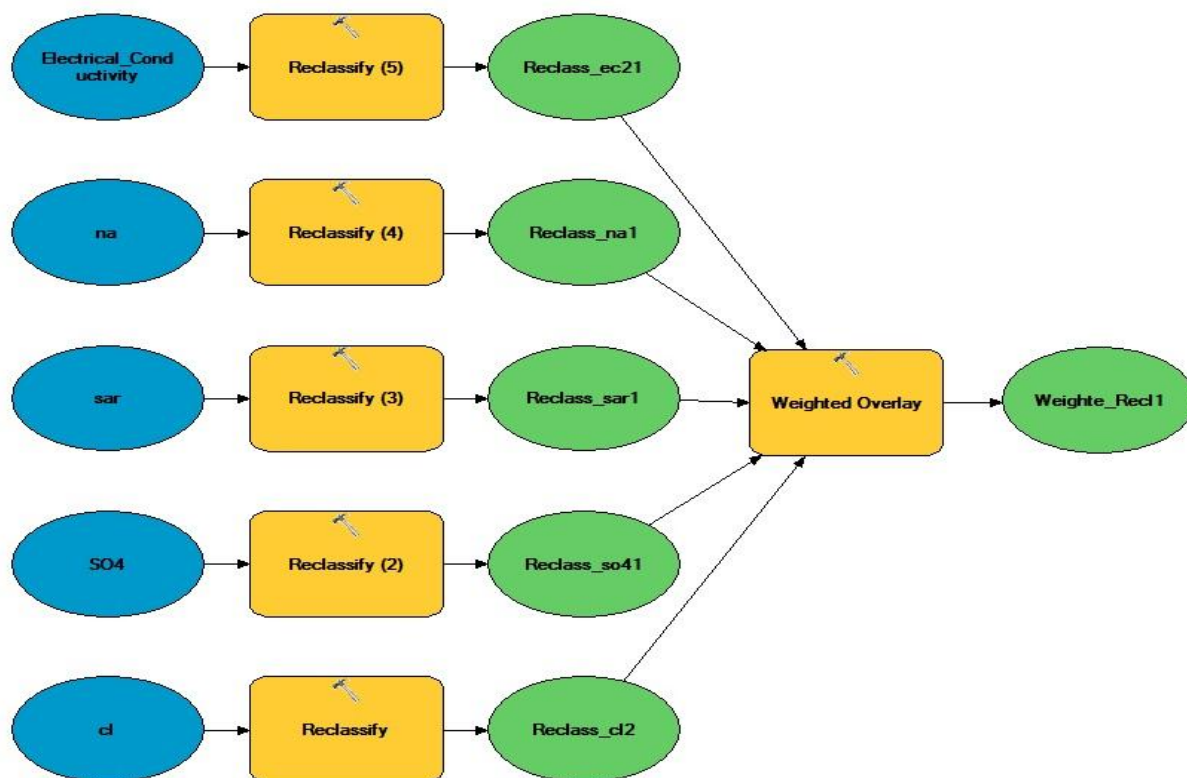 Electrical_Cond
uctivity
Reclassify (5)
Reclass_ec21
na
Reclassify (4)
Reclass_na1
sar
Reclassify (3)
Reclass_sar1
Weighted Overlay
Weighte_Recl1
SO4
Reclassify (2)
Reclass_so41
cl
Reclassify
Reclass_cl2